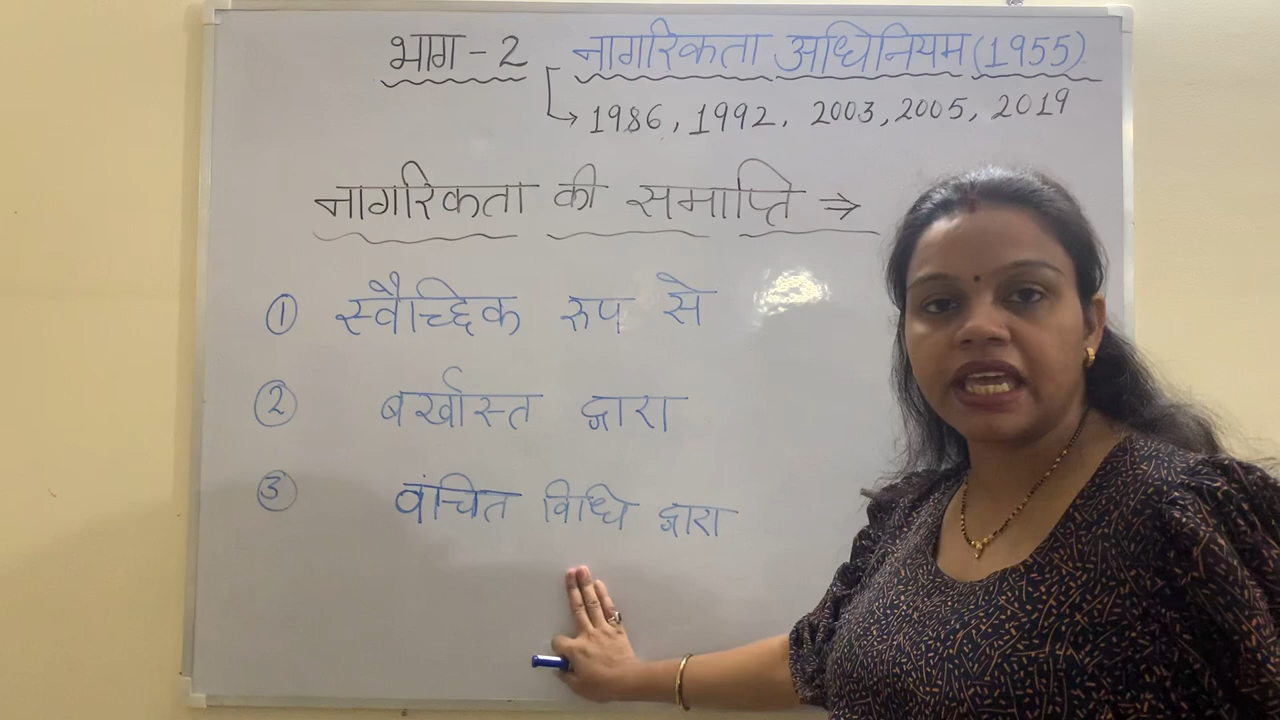 भाग - 2 नागरिकता अधिनियम (1955)
→ 1986, 1992, 2003, 2005, 2019
नागरिकता की समाप्ति ⇒
① स्वैच्छिक रूप से
② बर्खास्त द्वारा
③ वंचित विधि द्वारा